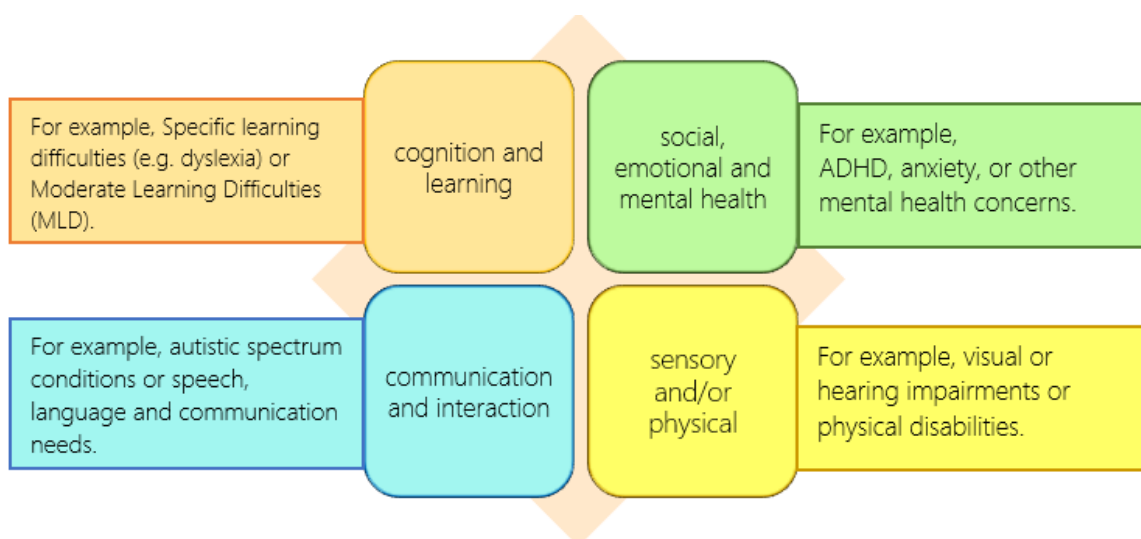 For example, Specific learning
difficulties (e.g. dyslexia) or
Moderate Learning Difficulties
(MLD).
cognition and
learning
social,
emotional and
mental health
For example,
ADHD, anxiety, or other
mental health concerns.
For example, autistic spectrum
conditions or speech,
language and communication
needs.
communication
and interaction
sensory
and/or
physical
For example, visual or
hearing impairments or
physical disabilities.